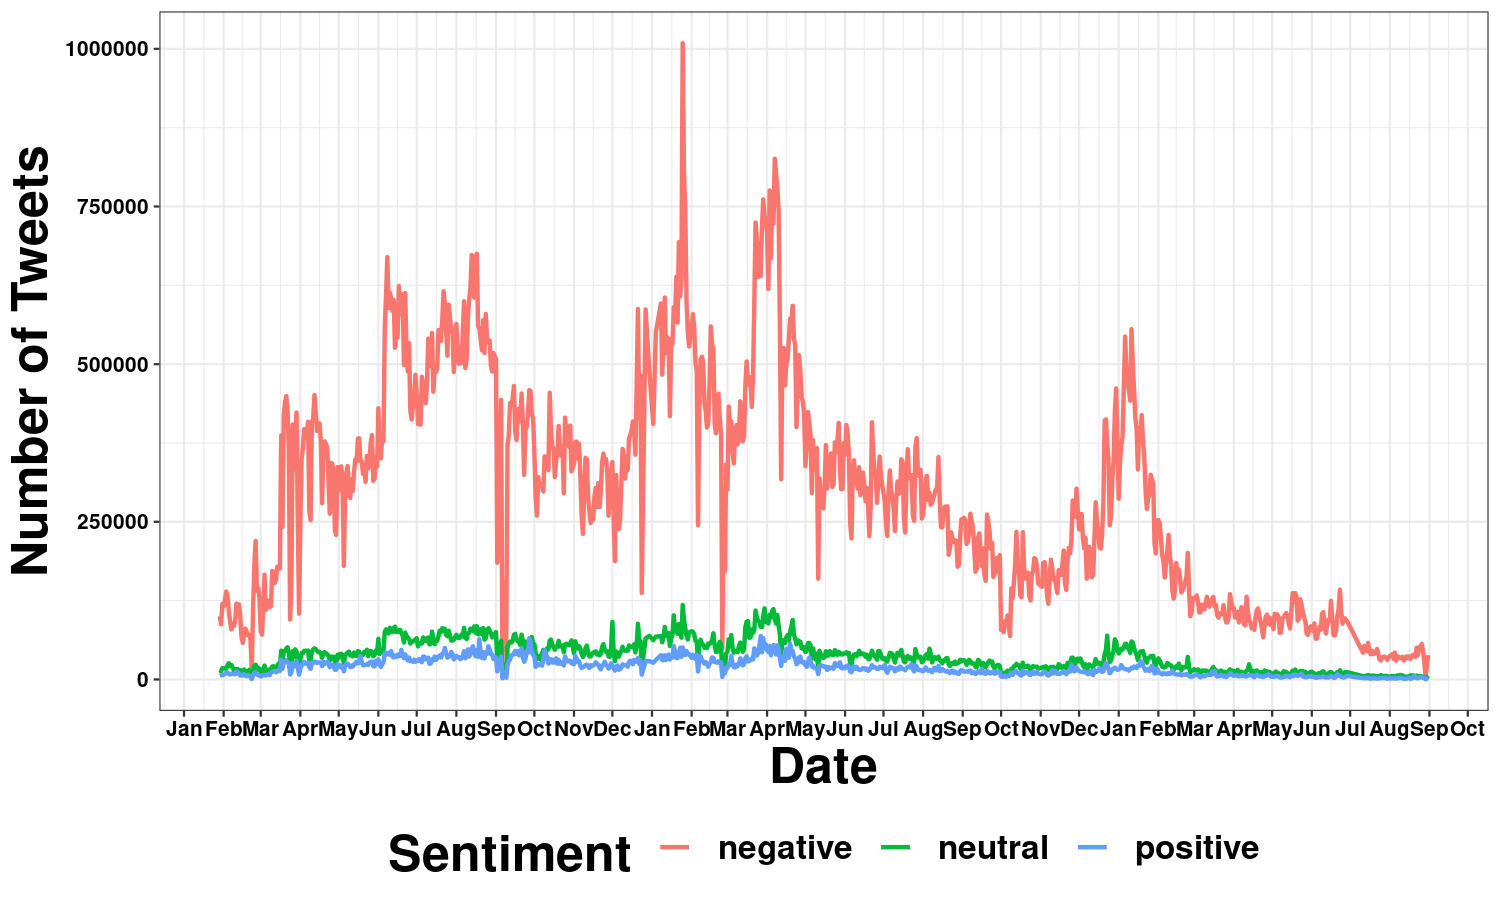 Number of Tweets
1000000
750000
500000
250000
0
Jan Feb Mar Apr May Jun Jul Aug Sep Oct Nov Dec Jan Feb Mar Apr May Jun Jul Aug Sep Oct Nov Dec Jan Feb Mar Apr May Jun Jul Aug Sep Oct
Date
Sentiment negative neutral positive